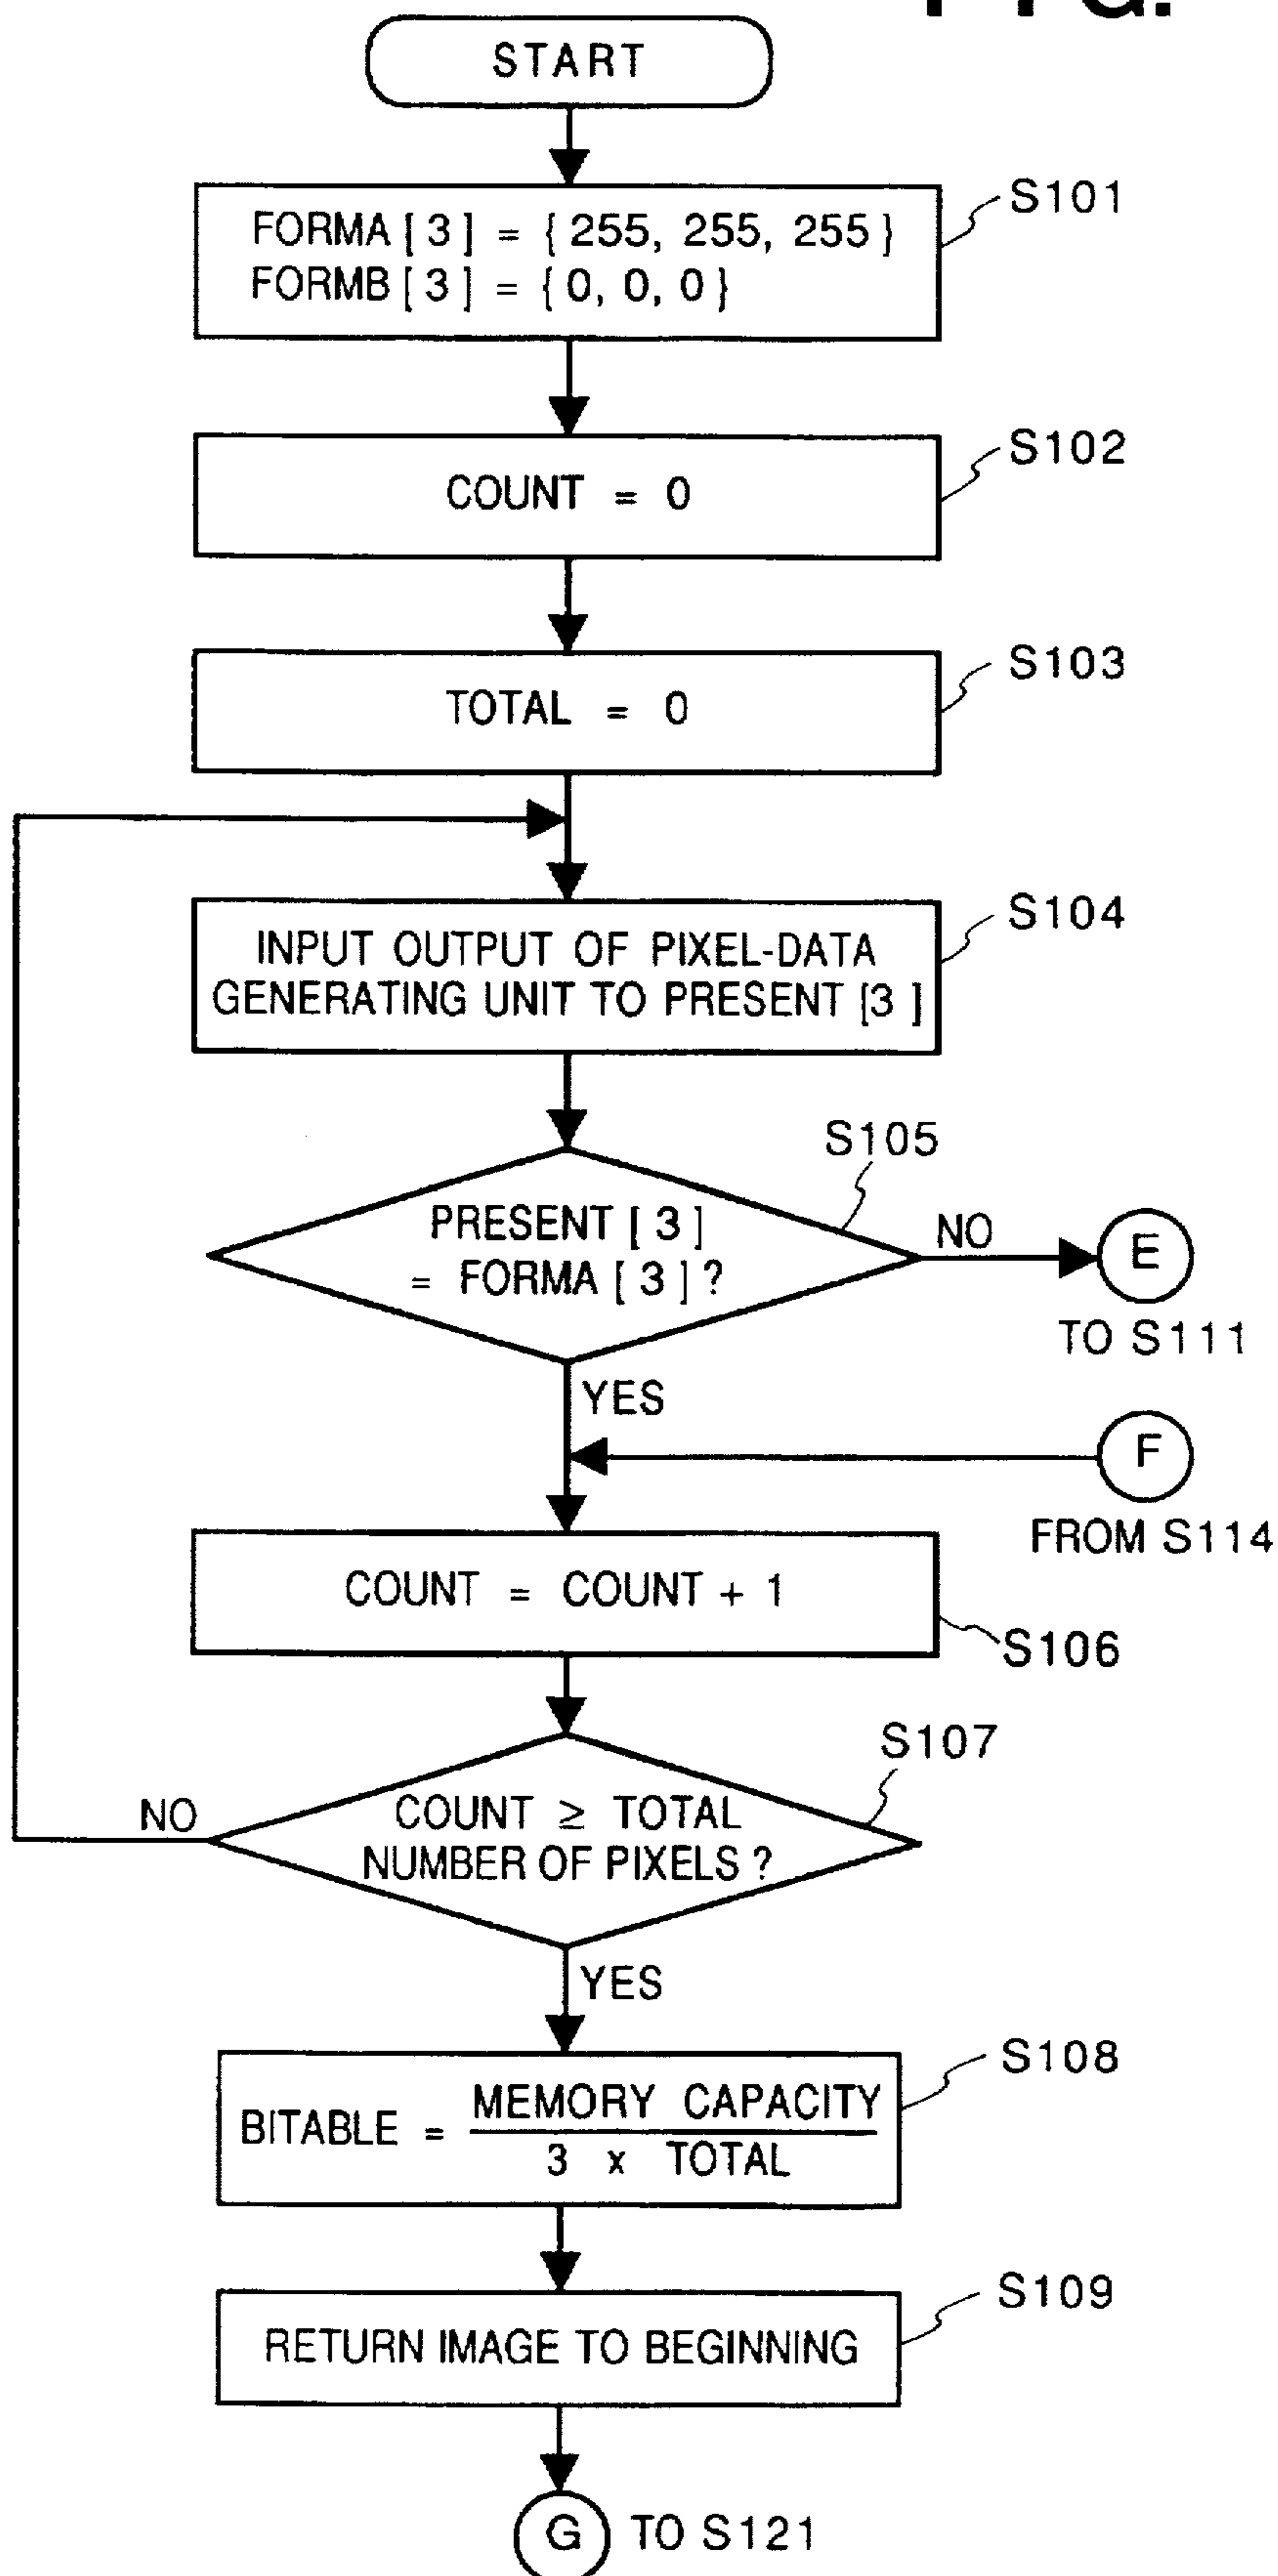 START
S101
FORMA [ 3 ] = { 255, 255, 255 }
FORMB [ 3 ] = { 0, 0, 0 }
S102
COUNT = 0
S103
TOTAL = 0
S104
INPUT OUTPUT OF PIXEL-DATA
GENERATING UNIT TO PRESENT [3 ]
S105
PRESENT [ 3 ]
= FORMA [ 3 ] ?
NO
E
TO S111
YES
F
FROM S114
COUNT = COUNT + 1
S106
S107
COUNT ≥ TOTAL
NUMBER OF PIXELS ?
NO
YES
S108
BITABLE = MEMORY CAPACITY
3 x TOTAL
S109
RETURN IMAGE TO BEGINNING
G TO S121